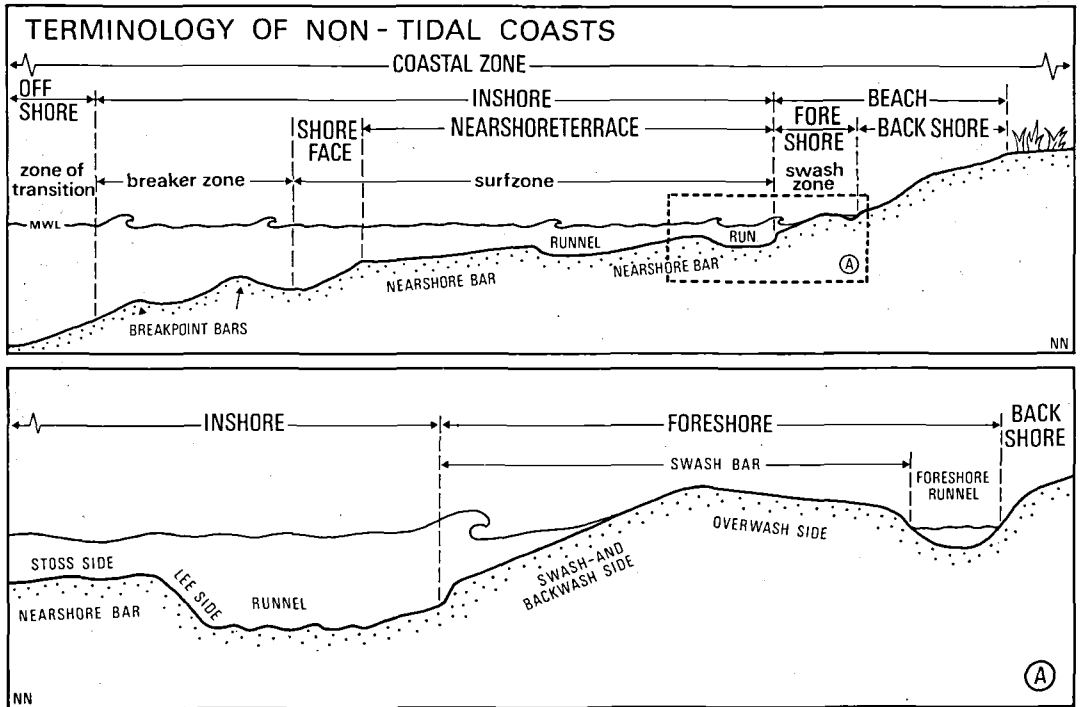 TERMINOLOGY OF NON-TIDAL COASTS
COASTAL ZONE
OFF
SHORE
INSHORE
BEACH
SHORE
FACE
NEARSHORETERRACE
FORE
SHORE
BACK SHORE
zone of
transition
breaker zone
surfzone
swash
zone
MWL
RUNNEL
RUN
NEARSHORE BAR
NEARSHORE BAR
A
BREAKPOINT BARS
NN
INSHORE
FORESHORE
BACK
SHORE
SWASH BAR
FORESHORE
RUNNEL
OVERWASH SIDE
STOSS SIDE
LEE SIDE
SWASH-AND
BACKWASH SIDE
NEARSHORE BAR
RUNNEL
A
NN